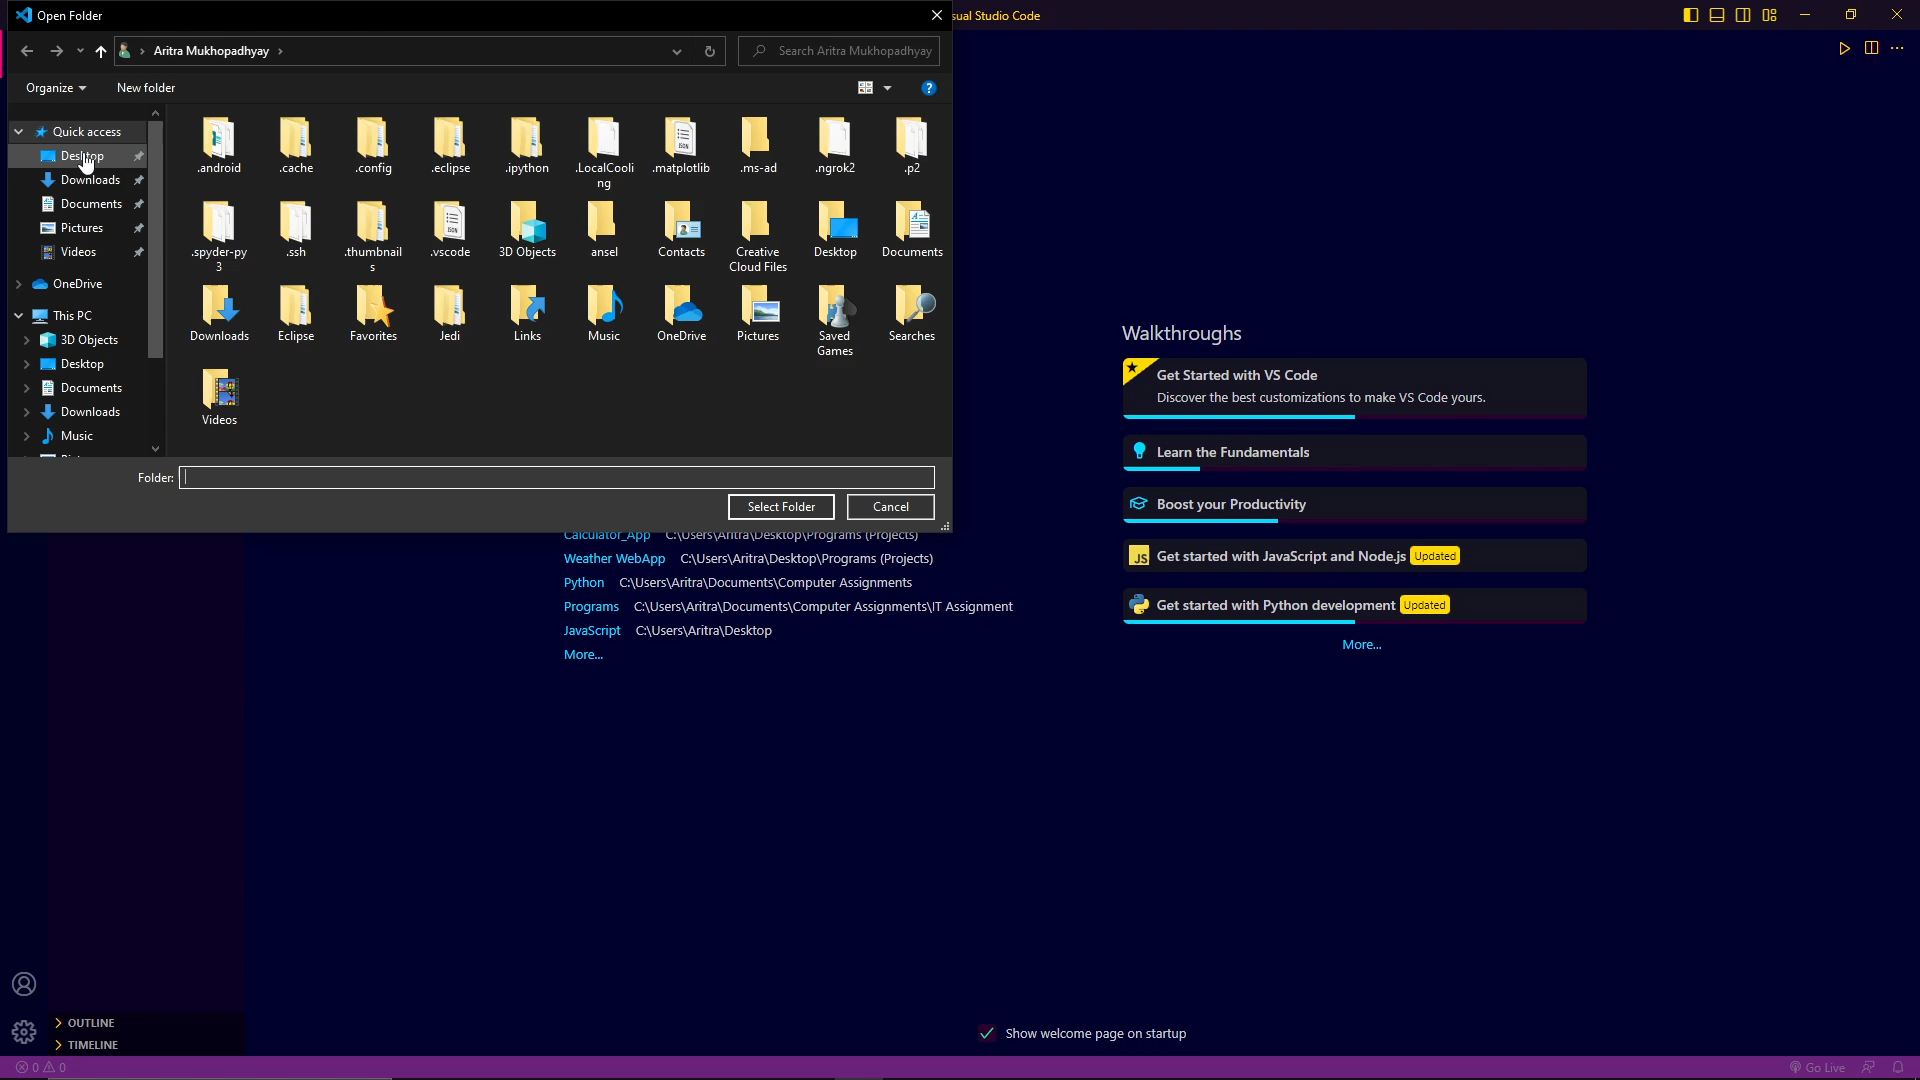 Open Folder
sual Studio Code
Aritra Mukhopadhyay
Search Aritra Mukhopadhyay
Organize
New folder
Quick access
Desktop
Downloads
Documents
Pictures
Videos
OneDrive
This PC
3D Objects
Desktop
Documents
Downloads
Music
.android
.cache
.config
.eclipse
.ipython
.LocalCooli
ng
.matplotlib
.ms-ad
.ngrok2
.p2
.spyder-py
3
.ssh
.thumbnail
s
.vscode
3D Objects
ansel
Contacts
Creative
Cloud Files
Desktop
Documents
Downloads
Eclipse
Favorites
Jedi
Links
Music
OneDrive
Pictures
Saved
Games
Searches
Videos
Folder:
Select Folder
Cancel
Calculator_App C:\Users\Aritra\Desktop\Programs (Projects)
Weather WebApp C:\Users\Aritra\Desktop\Programs (Projects)
Python C:\Users\Aritra\Documents\Computer Assignments
Programs C:\Users\Aritra\Documents\Computer Assignments\IT Assignment
JavaScript C:\Users\Aritra\Desktop
More...
Walkthroughs
Get Started with VS Code
Discover the best customizations to make VS Code yours.
Learn the Fundamentals
Boost your Productivity
JS Get started with JavaScript and Node.js Updated
Get started with Python development Updated
More...
Show welcome page on startup
OUTLINE
TIMELINE
0 0
Go Live